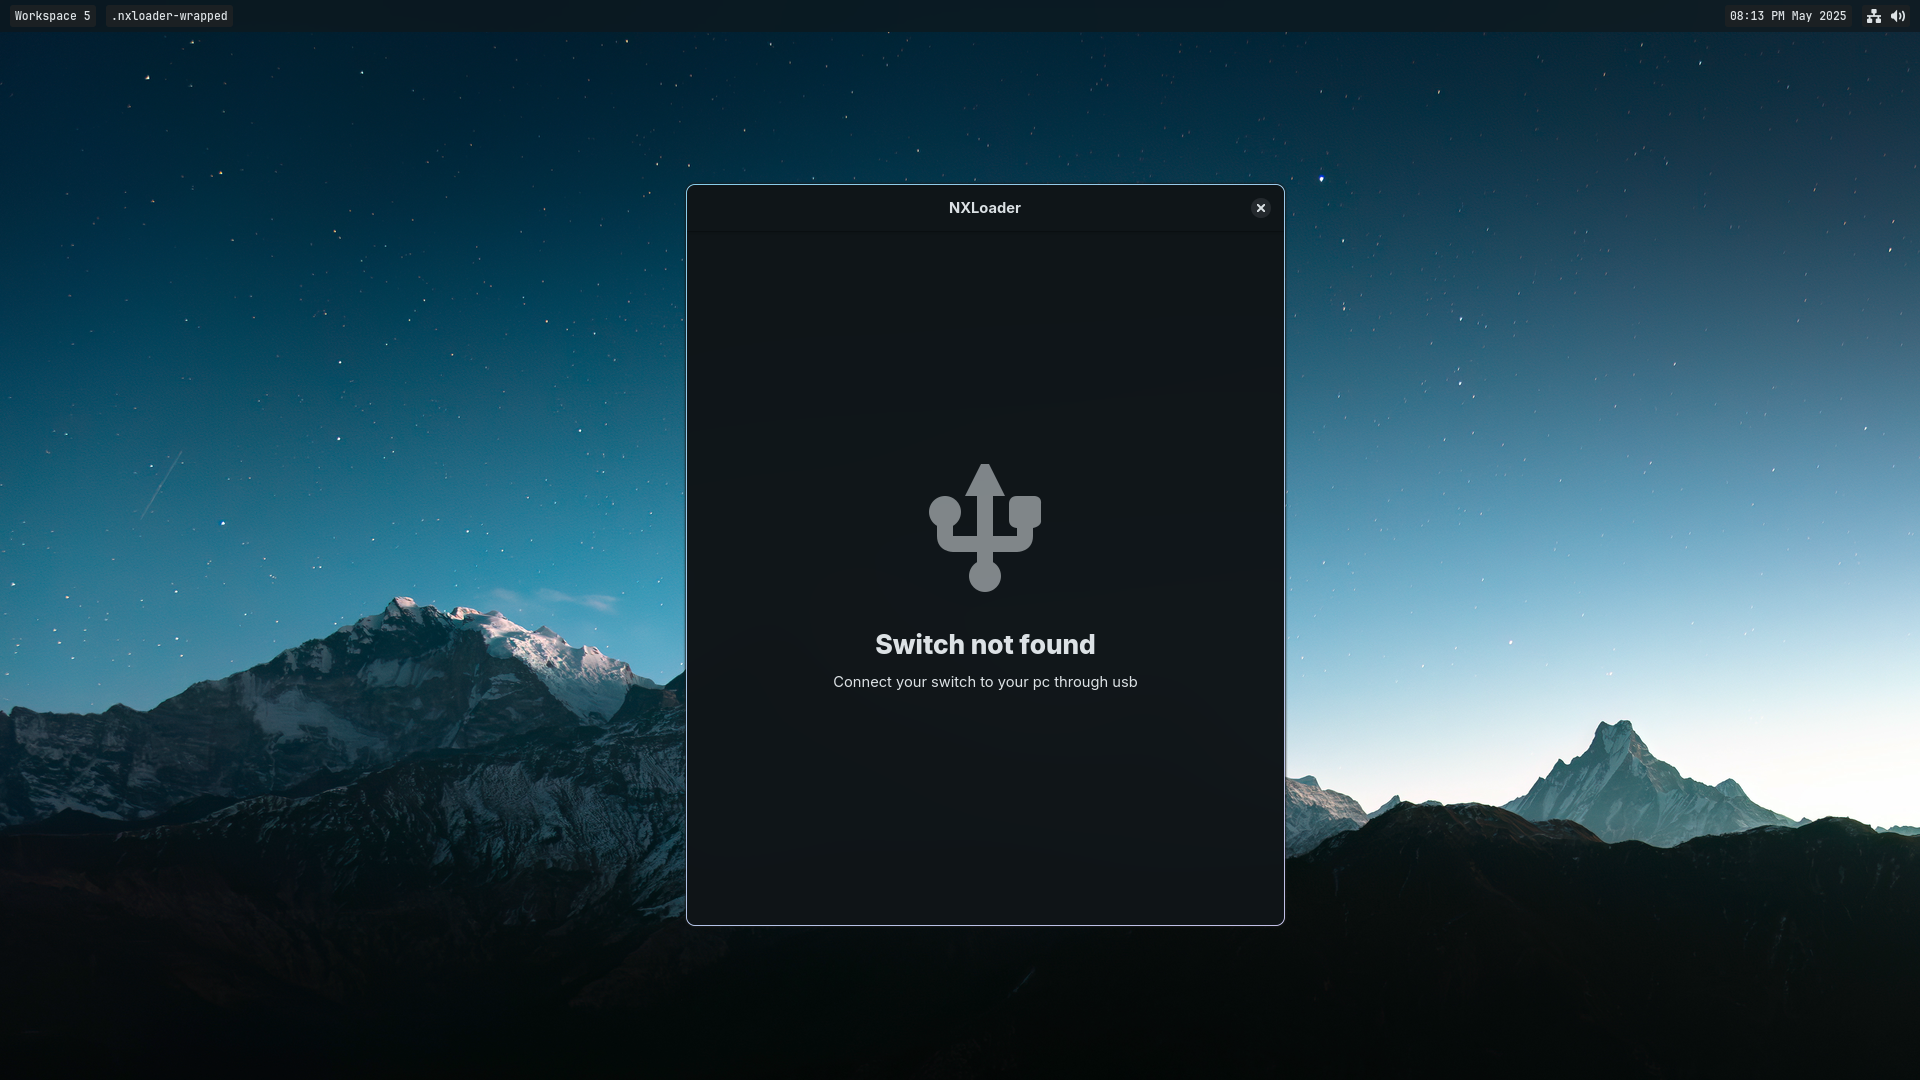 Workspace 5 .nxloader-wrapped 08:13 PM May 2025
NXLoader
Switch not found
Connect your switch to your pc through usb